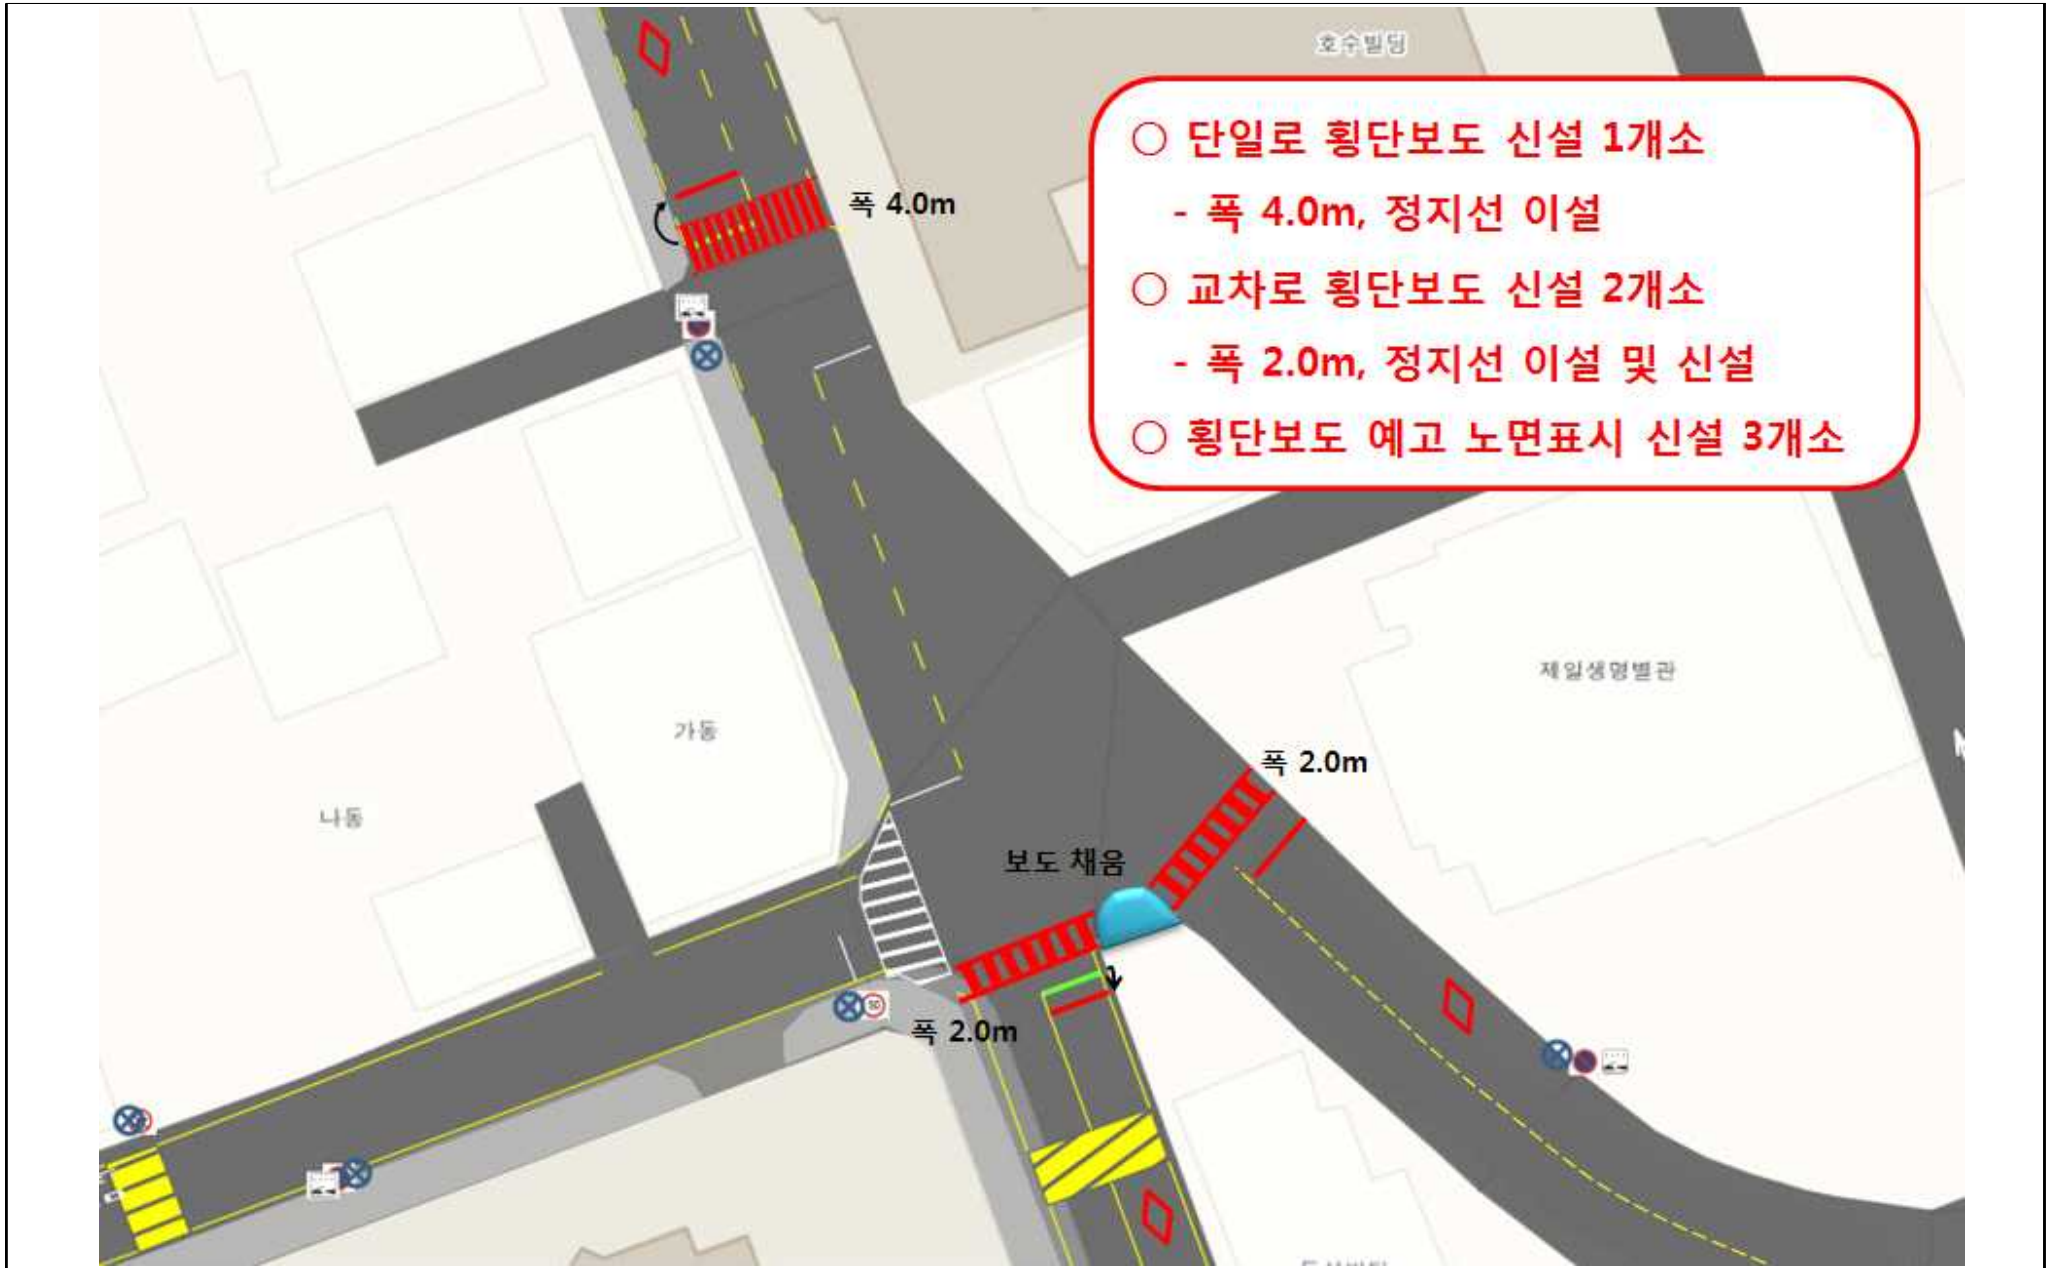 호수빌딩
○ 단일로 횡단보도 신설 1개소
- 폭 4.0m, 정지선 이설
○ 교차로 횡단보도 신설 2개소
- 폭 2.0m, 정지선 이설 및 신설
○ 횡단보도 예고 노면표시 신설 3개소
폭 4.0m
제일생명별관
가동
폭 2.0m
나동
보도 채움
폭 2.0m